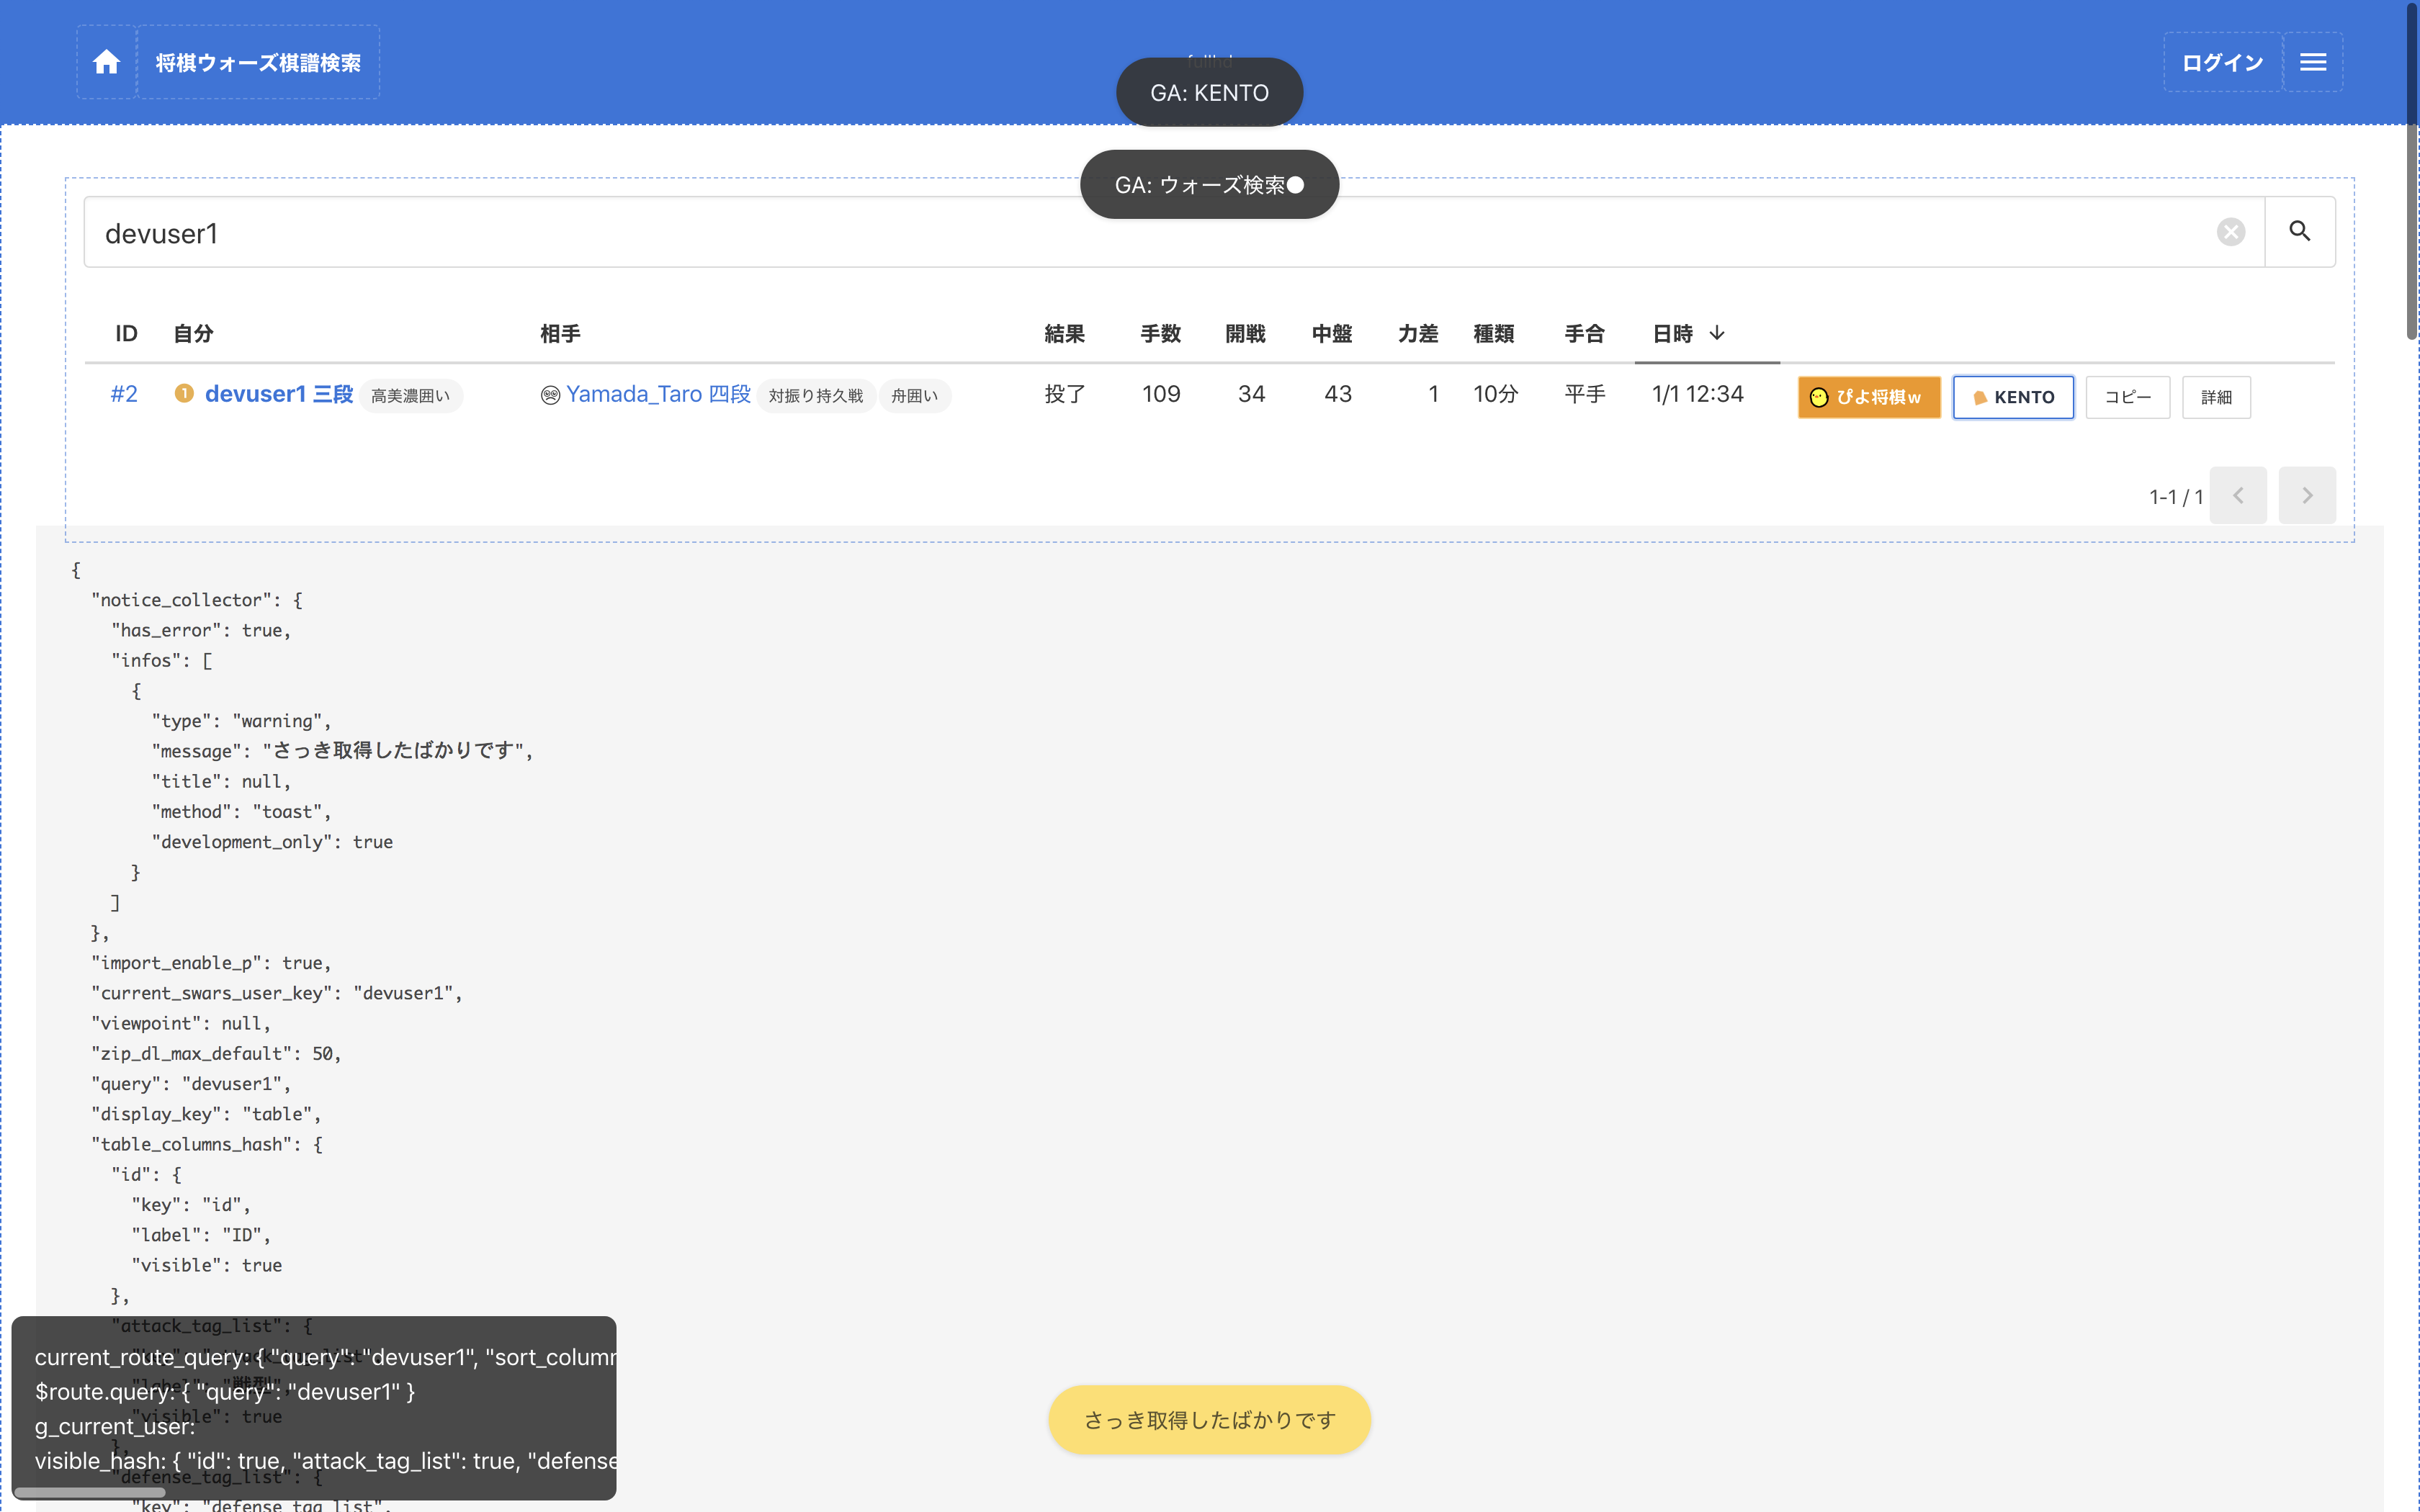 将棋ウォーズ棋譜検索
fullhd
ログイン
GA: KENTO
GA: ウォーズ検索●
devuser1
ID 自分 相手 結果 手数 開戦 中盤 力差 種類 手合 日時 ↓
#2 1 devuser1 三段 高美濃囲い Yamada_Taro 四段 対振り持久戦 舟囲い 投了 109 34 43 1 10分 平手 1/1 12:34 ぴよ将棋w KENTO コピー 詳細
1-1 / 1
{
"notice_collector": {
"has_error": true,
"infos": [
{
"type": "warning",
"message": "さっき取得したばかりです",
"title": null,
"method": "toast",
"development_only": true
}
]
},
"import_enable_p": true,
"current_swars_user_key": "devuser1",
"viewpoint": null,
"zip_dl_max_default": 50,
"query": "devuser1",
"display_key": "table",
"table_columns_hash": {
"id": {
"key": "id",
"label": "ID",
"visible": true
},
"attack_tag_list": {
"label": "戦型",
"visible": true
},
"defense_tag_list": {
"key": "defense_tag_list",
current_route_query: { "query": "devuser1", "sort_column
$route.query: { "query": "devuser1" }
g_current_user:
visible_hash: { "id": true, "attack_tag_list": true, "defense
さっき取得したばかりです